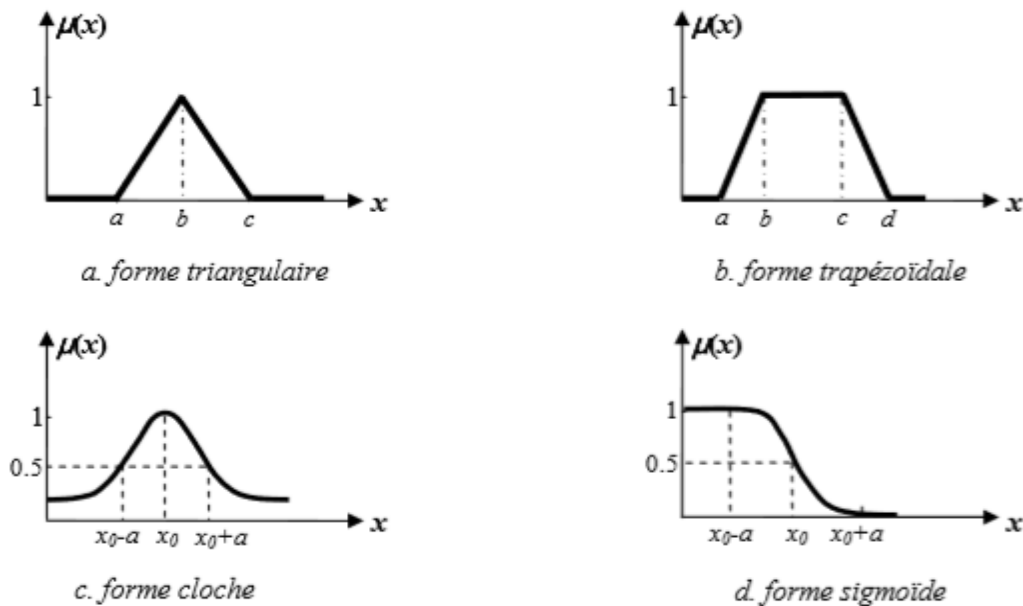 μ(x)
1
a b c
x
a. forme triangulaire
μ(x)
1
a b c d
x
b. forme trapézoïdale
μ(x)
1
0.5
x₀-a x₀ x₀+a
x
c. forme cloche
μ(x)
1
0.5
x₀-a x₀ x₀+a
x
d. forme sigmoïde